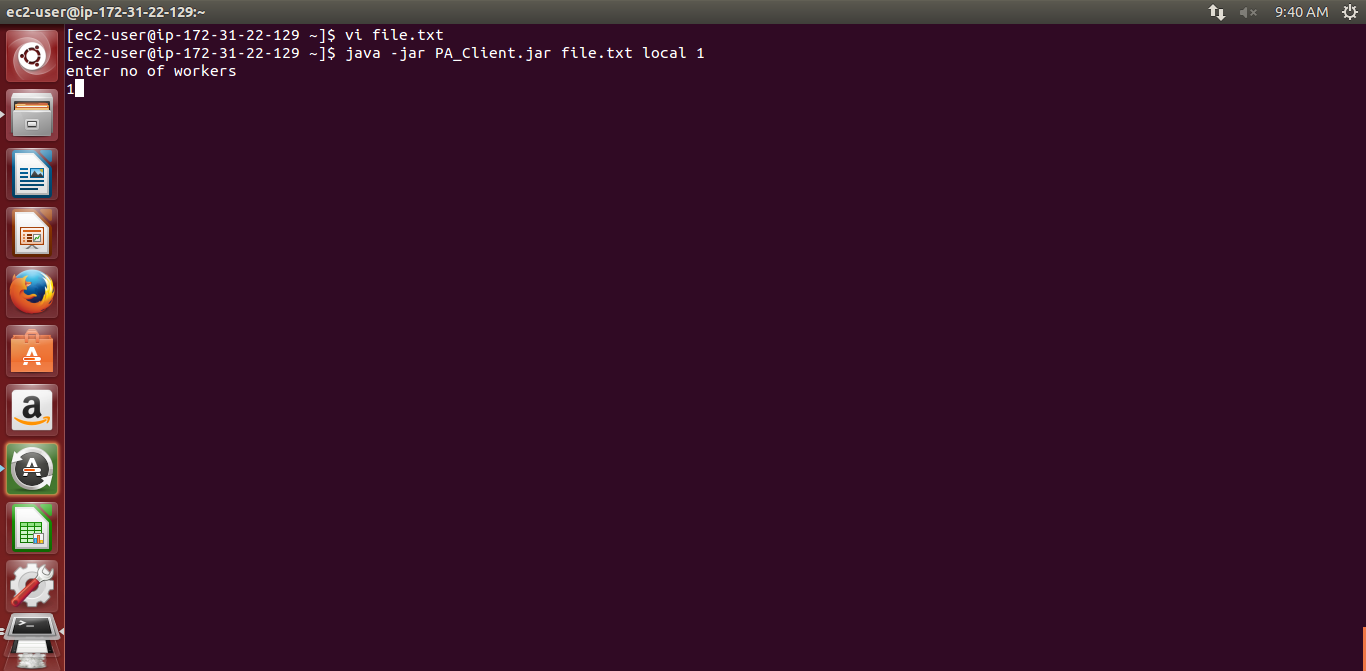 ec2-user@ip-172-31-22-129:~
9:40 AM
[ec2-user@ip-172-31-22-129 ~]$ vi file.txt
[ec2-user@ip-172-31-22-129 ~]$ java -jar PA_Client.jar file.txt local 1
enter no of workers
1